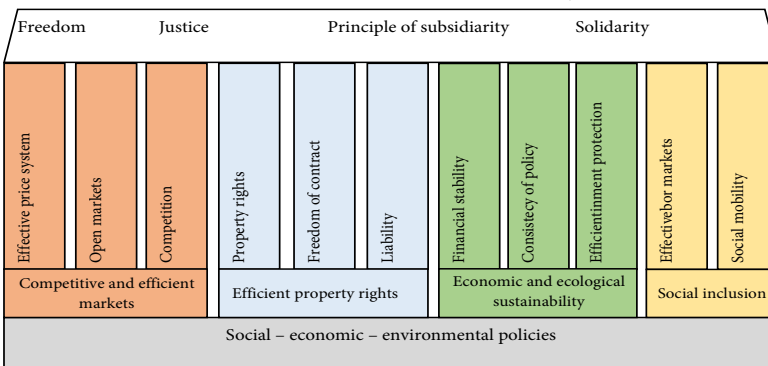 Freedom
Justice
Principle of subsidiarity
Solidarity
Effective price system
Open markets
Competition
Property rights
Freedom of contract
Liability
Financial stability
Consistecy of policy
Efficientinment protection
Effectivebor markets
Social mobility
Competitive and efficient
markets
Efficient property rights
Economic and ecological
sustainability
Social inclusion
Social – economic – environmental policies